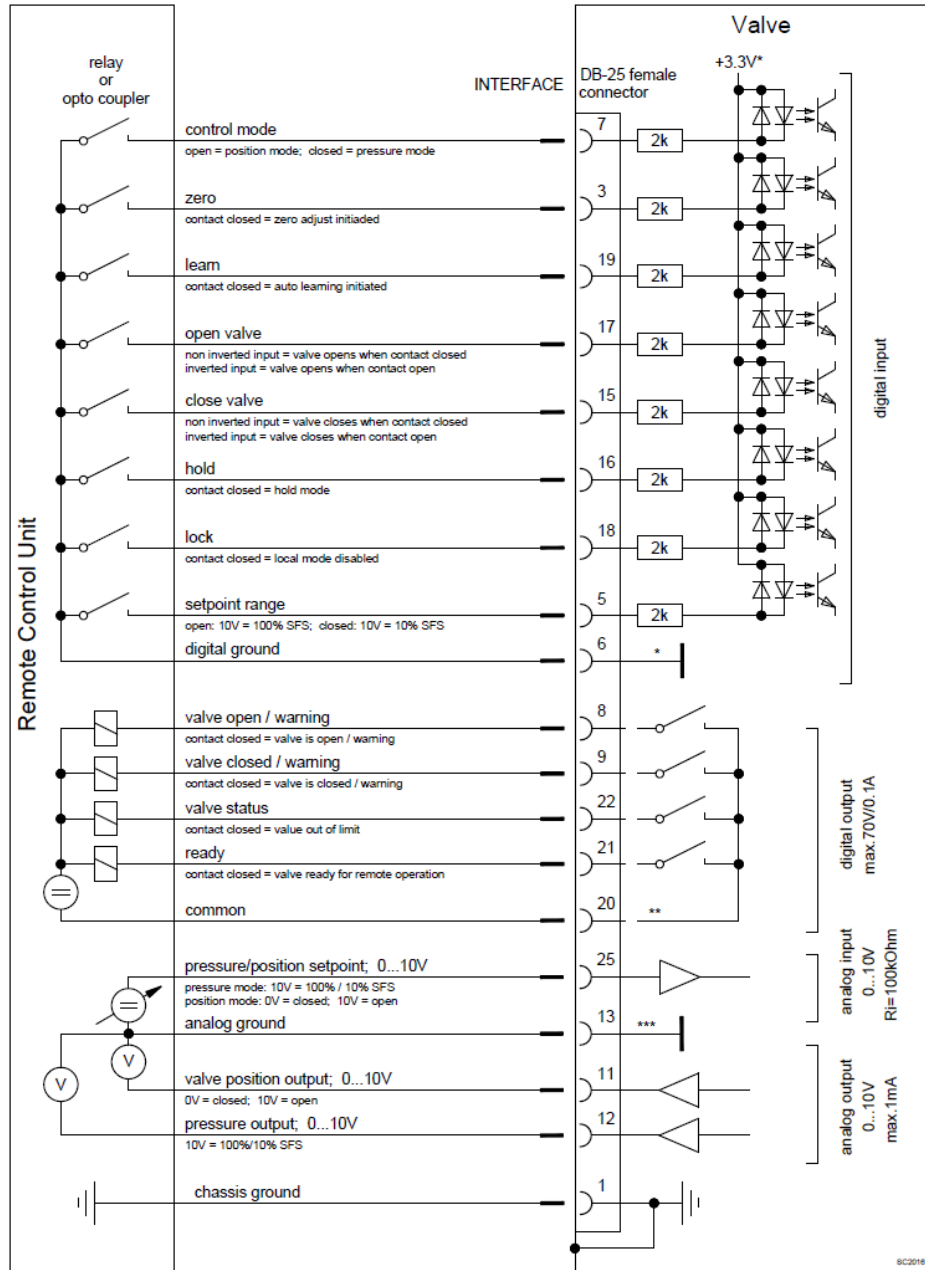 Valve
relay
or
opto coupler
INTERFACE
DB-25 female
connector
+3.3V*
control mode
open = position mode; closed = pressure mode
7
2k
zero
contact closed = zero adjust initiaded
3
2k
learn
contact closed = auto learning initiated
19
2k
open valve
non inverted input = valve opens when contact closed
inverted input = valve opens when contact open
17
2k
close valve
non inverted input = valve closes when contact closed
inverted input = valve closes when contact open
15
2k
hold
contact closed = hold mode
16
2k
lock
contact closed = local mode disabled
18
2k
setpoint range
open: 10V = 100% SFS; closed: 10V = 10% SFS
5
2k
digital ground
6
*
digital input
Remote Control Unit
valve open / warning
contact closed = valve is open / warning
8
valve closed / warning
contact closed = valve is closed / warning
9
valve status
contact closed = value out of limit
22
ready
contact closed = valve ready for remote operation
21
common
20
**
digital output
max.70V/0.1A
pressure/position setpoint; 0...10V
pressure mode: 10V = 100% / 10% SFS
position mode: 0V = closed; 10V = open
25
analog ground
13
***
analog input
0...10V
Ri=100kOhm
V
V
valve position output; 0...10V
0V = closed; 10V = open
11
pressure output; 0...10V
10V = 100%/10% SFS
12
analog output
0...10V
max.1mA
chassis ground
1
SC2016